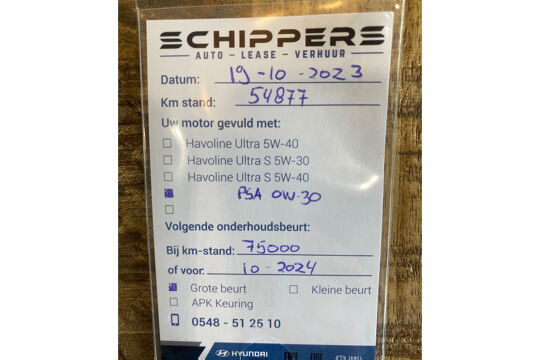 SCHIPPERS
AUTO - LEASE - VERHUUR
Datum: 19-10-2023
Km stand: 54877
Uw motor gevuld met:
Havoline Ultra 5W-40
Havoline Ultra S 5W-30
Havoline Ultra S 5W-40
PSA 0W-30
Volgende onderhoudsbeurt:
Bij km-stand: 75000
of voor: 10-2024
Grote beurt Kleine beurt
APK Keuring
0548 - 51 25 10
HYUNDAI